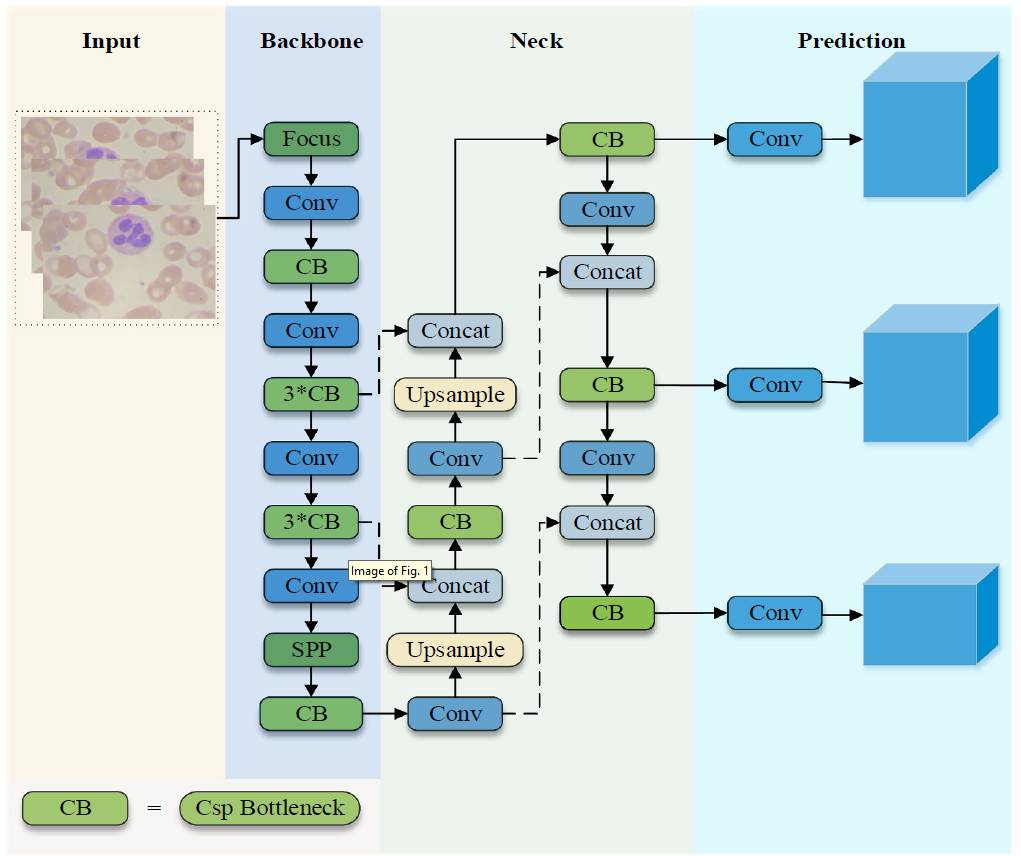 Input
Backbone
Neck
Prediction
Focus
Conv
CB
Conv
3*CB
Conv
3*CB
Conv
SPP
CB
Concat
Upsample
Conv
CB
Concat
Upsample
Conv
CB
Conv
Concat
CB
Conv
Concat
CB
Conv
Conv
Conv
Image of Fig. 1
CB = Csp Bottleneck